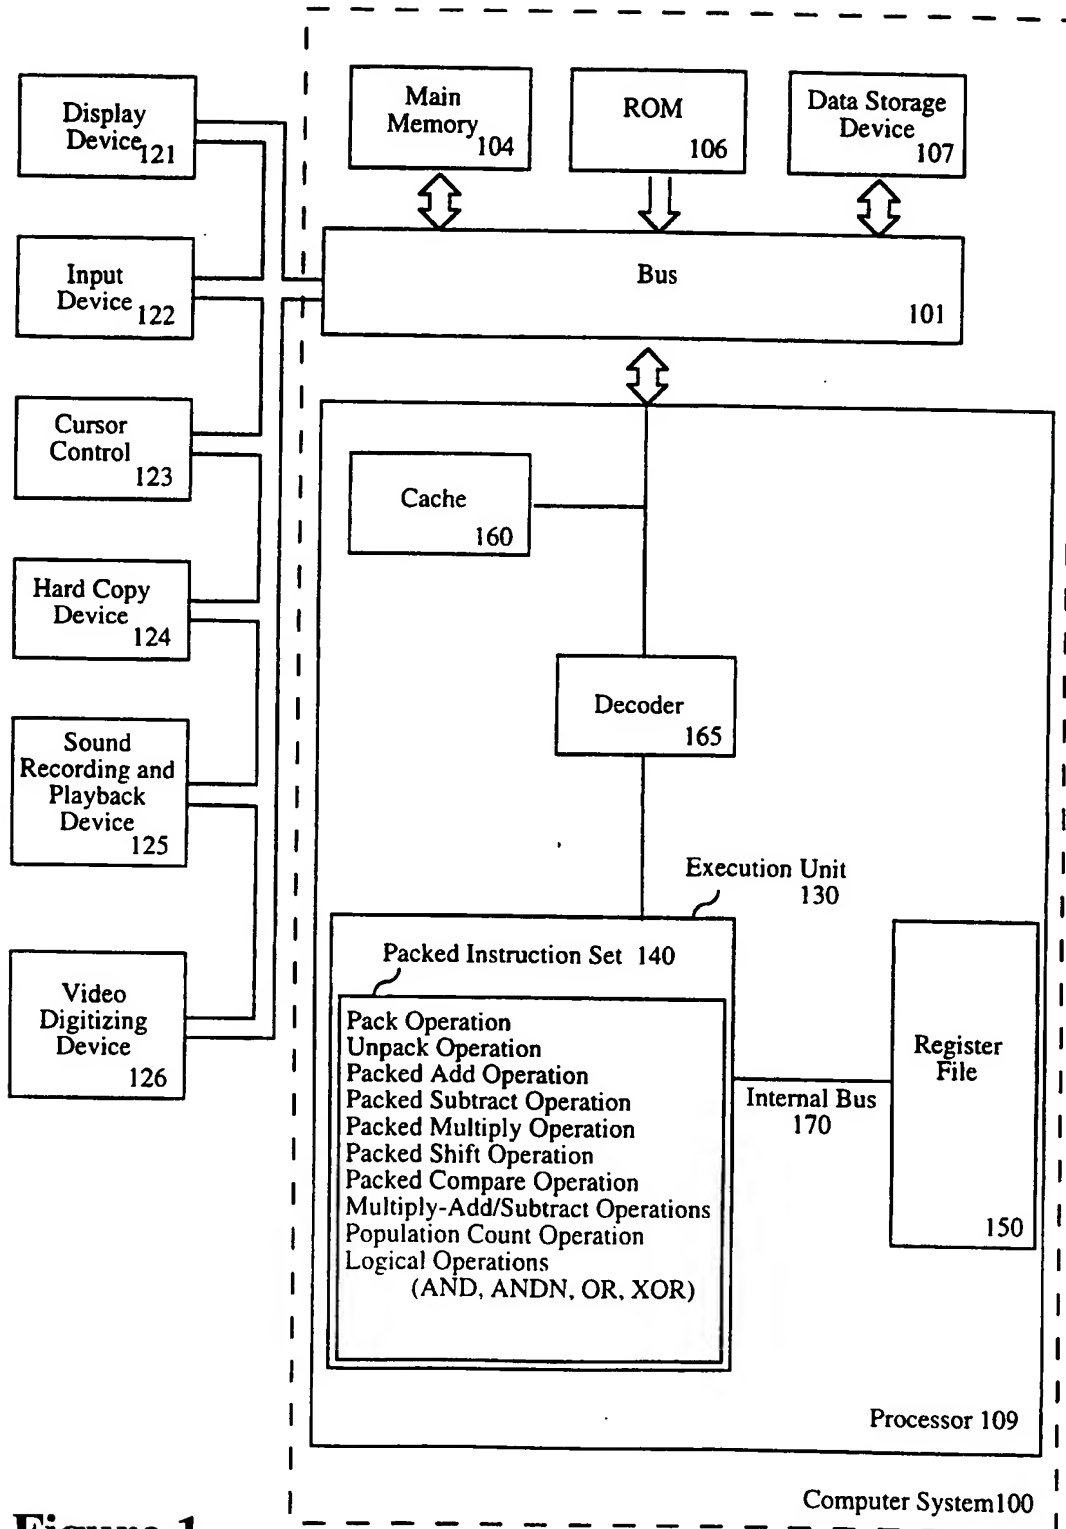 Display
Device
121
Main
Memory
104
ROM
106
Data Storage
Device
107
Input
Device
122
Bus
101
Cursor
Control
123
Cache
160
Hard Copy
Device
124
Decoder
165
Sound
Recording and
Playback
Device
125
Execution Unit
130
Video
Digitizing
Device
126
Packed Instruction Set 140
Pack Operation
Unpack Operation
Packed Add Operation
Packed Subtract Operation
Packed Multiply Operation
Packed Shift Operation
Packed Compare Operation
Multiply-Add/Subtract Operations
Population Count Operation
Logical Operations
(AND, ANDN, OR, XOR)
Internal Bus
170
Register
File
150
Processor 109
Computer System100
Figure 1